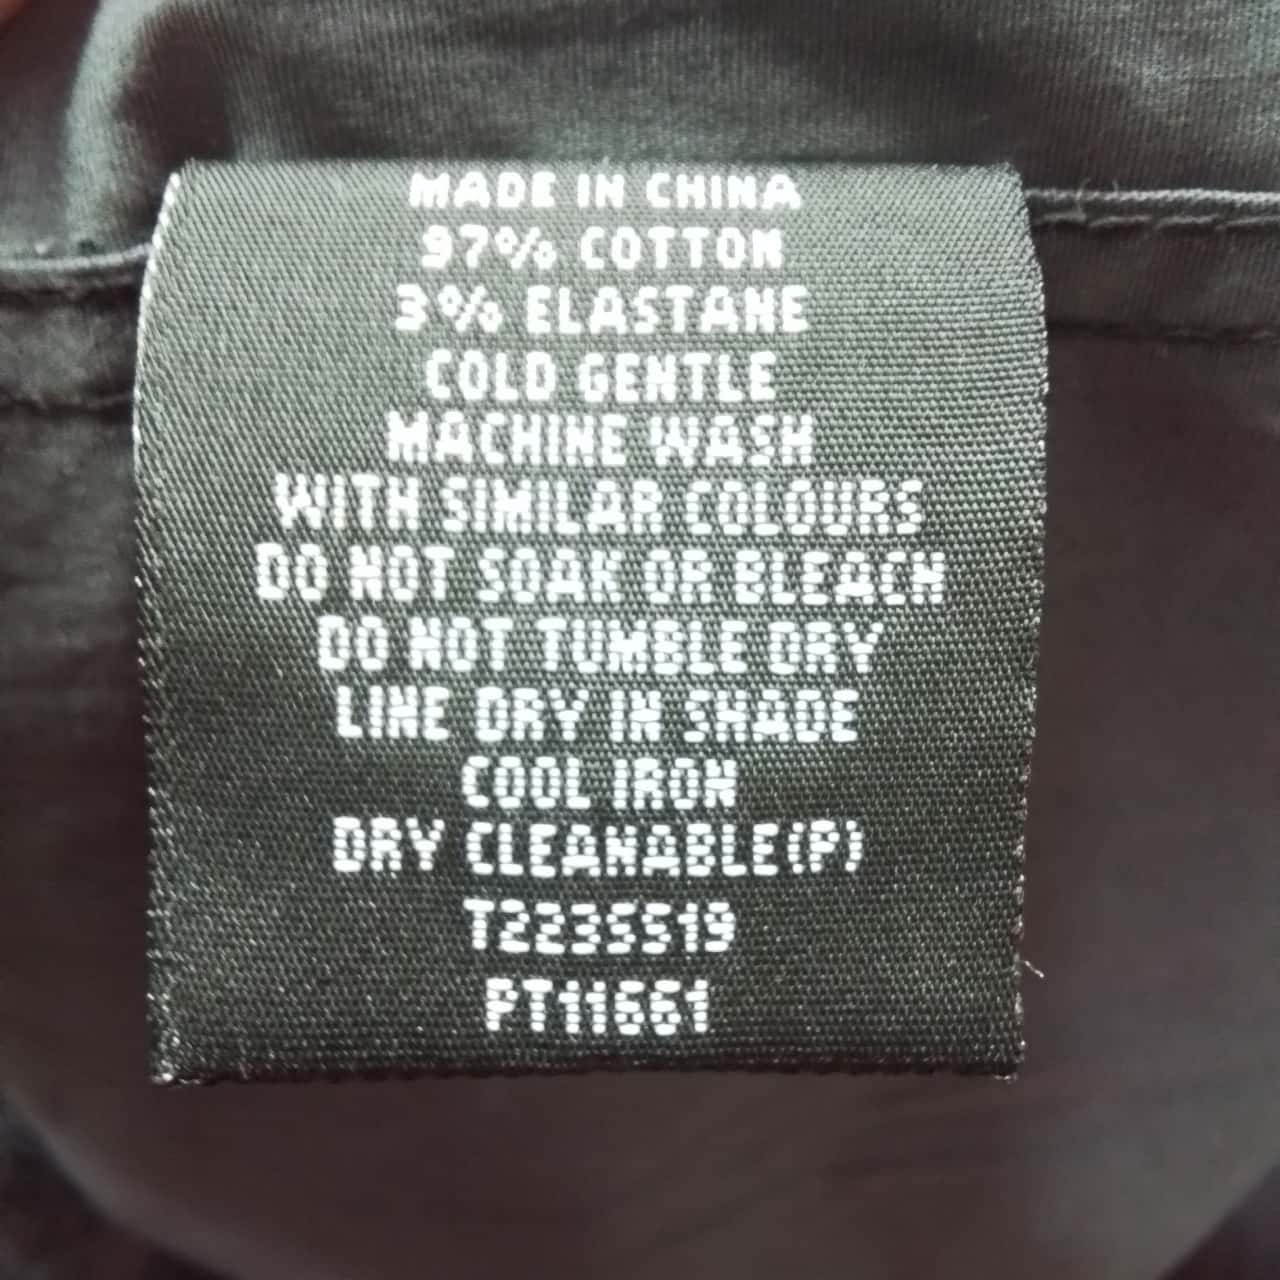 MADE IN CHINA
97% COTTON
3% ELASTANE
COLD GENTLE
MACHINE WASH
WITH SIMILAR COLOURS
DO NOT SOAK OR BLEACH
DO NOT TUMBLE DRY
LINE DRY IN SHADE
COOL IRON
DRY CLEANABLE(P)
T2235S19
PT11661